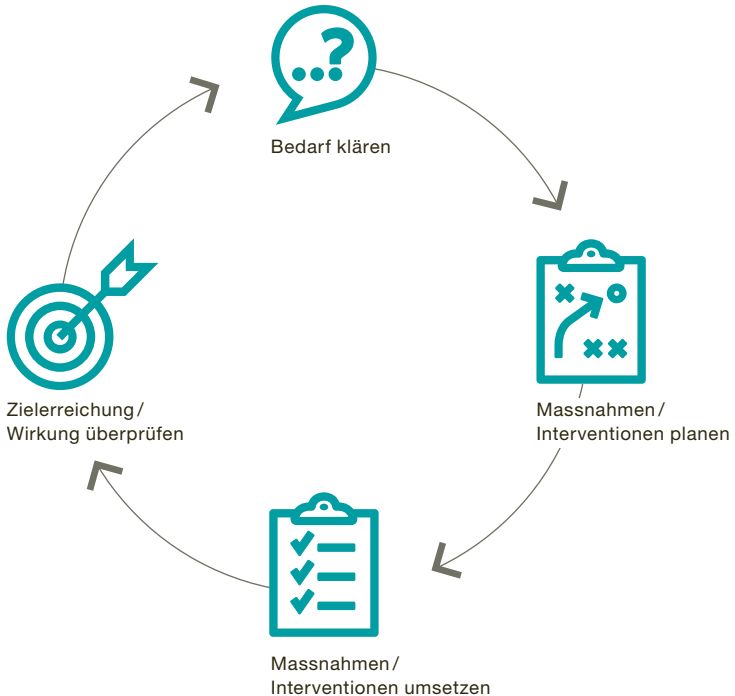 Bedarf klären
Massnahmen/
Interventionen planen
Massnahmen/
Interventionen umsetzen
Zielerreichung/
Wirkung überprüfen